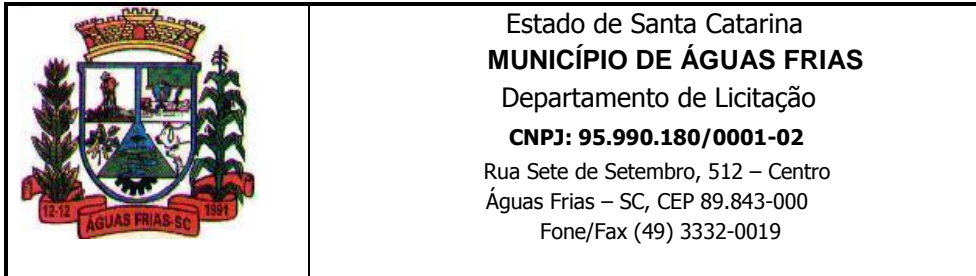 Estado de Santa Catarina
MUNICÍPIO DE ÁGUAS FRIAS
Departamento de Licitação
CNPJ: 95.990.180/0001-02
Rua Sete de Setembro, 512 – Centro
Águas Frias – SC, CEP 89.843-000
Fone/Fax (49) 3332-0019
12-12
ÁGUAS FRIAS-SC
1991